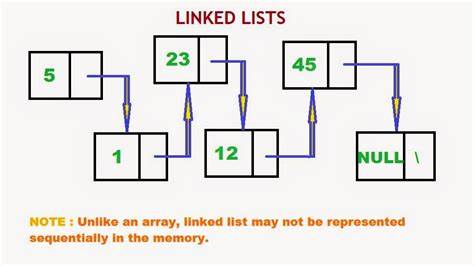 LINKED LISTS
5
23
45
1
12
NULL \
NOTE : Unlike an array, linked list may not be represented
sequentially in the memory.